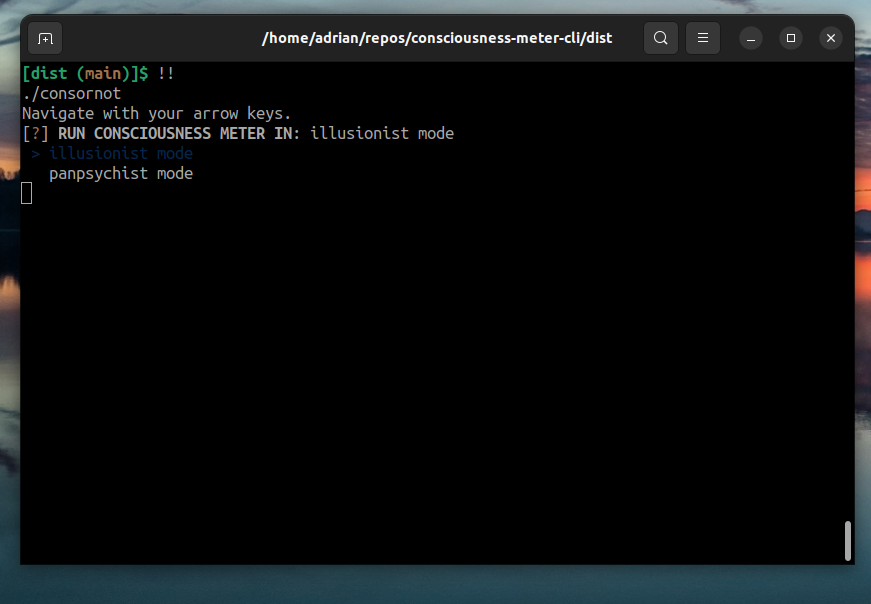 /home/adrian/repos/consciousness-meter-cli/dist
[dist (main)]$ !!
./consornot
Navigate with your arrow keys.
[?] RUN CONSCIOUSNESS METER IN: illusionist mode
> illusionist mode
panpsychist mode